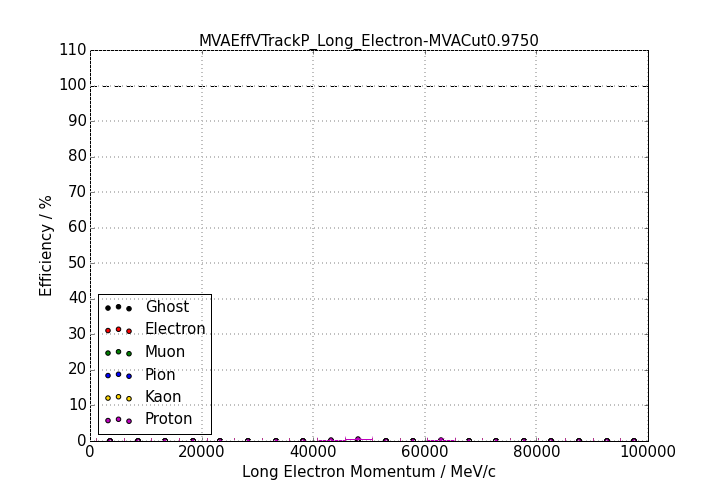 MVAEffVTrackP_Long_Electron-MVACut0.9750
110
100
90
80
70
60
50
40
30
20
10
0
Efficiency / %
Ghost
Electron
Muon
Pion
Kaon
Proton
0 20000 40000 60000 80000 100000
Long Electron Momentum / MeV/c